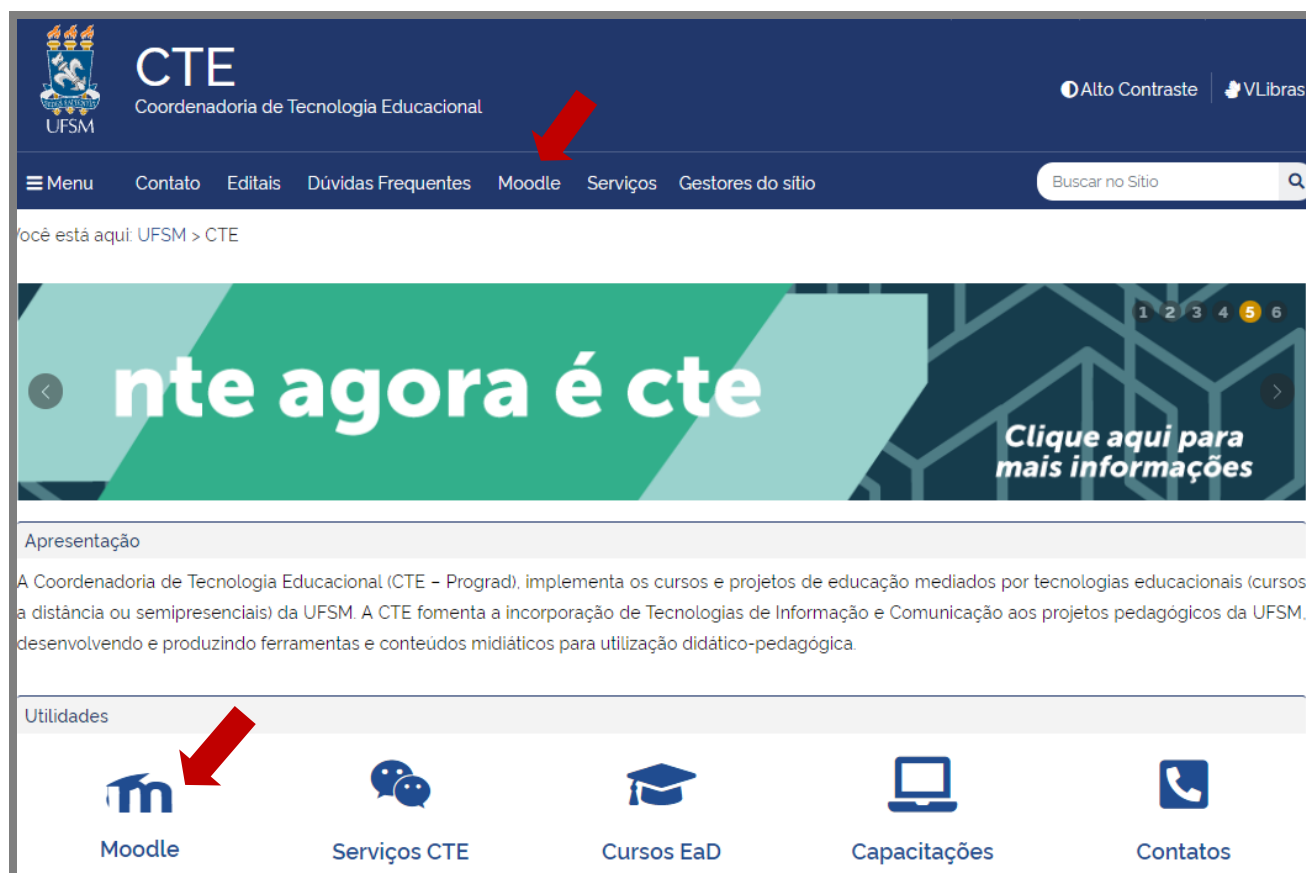 CTE
Coordenadoria de Tecnologia Educacional
UFSM
Alto Contraste
VLibras
Menu Contato Editais Dúvidas Frequentes Moodle Serviços Gestores do sítio
Buscar no Sítio
Você está aqui: UFSM > CTE
1 2 3 4 5 6
nte agora é cte
Clique aqui para
mais informações
Apresentação
A Coordenadoria de Tecnologia Educacional (CTE – Prograd), implementa os cursos e projetos de educação mediados por tecnologias educacionais (cursos
a distância ou semipresenciais) da UFSM. A CTE fomenta a incorporação de Tecnologias de Informação e Comunicação aos projetos pedagógicos da UFSM,
desenvolvendo e produzindo ferramentas e conteúdos midiáticos para utilização didático-pedagógica.
Utilidades
Moodle Serviços CTE Cursos EaD Capacitações Contatos